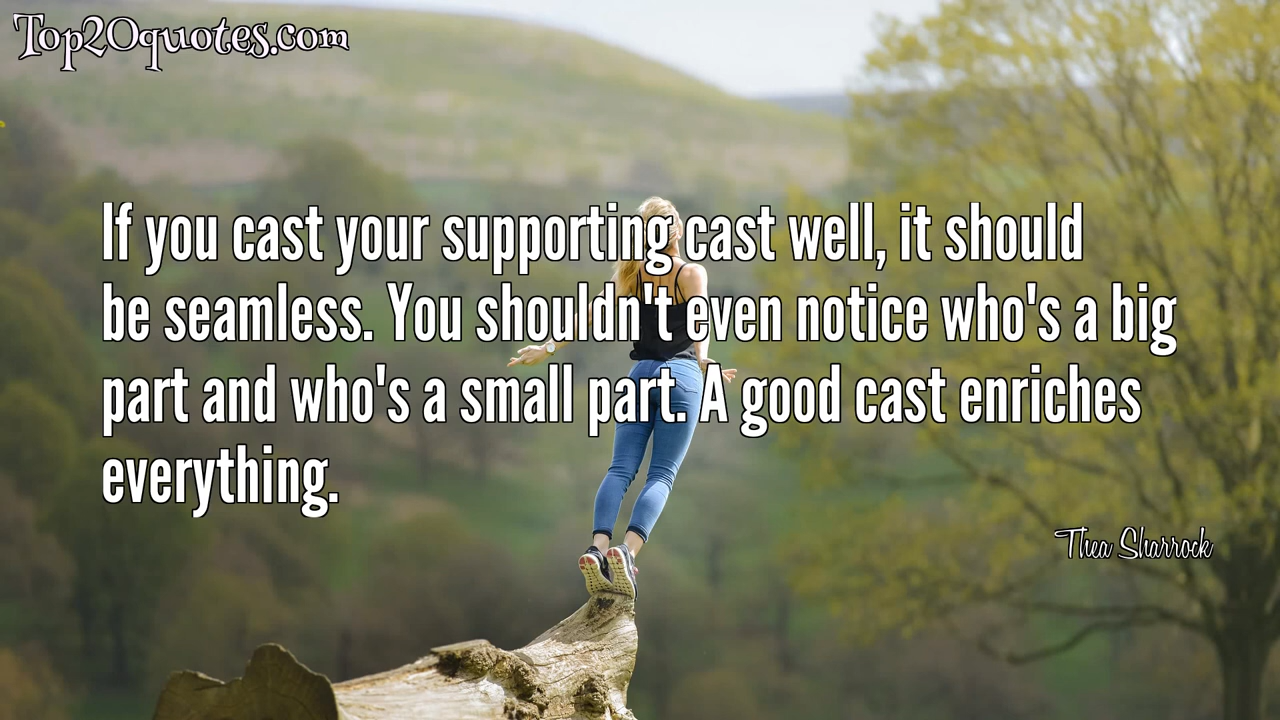 Top20quotes.com
If you cast your supporting cast well, it should
be seamless. You shouldn't even notice who's a big
part and who's a small part. A good cast enriches
everything.
Thea Sharrock